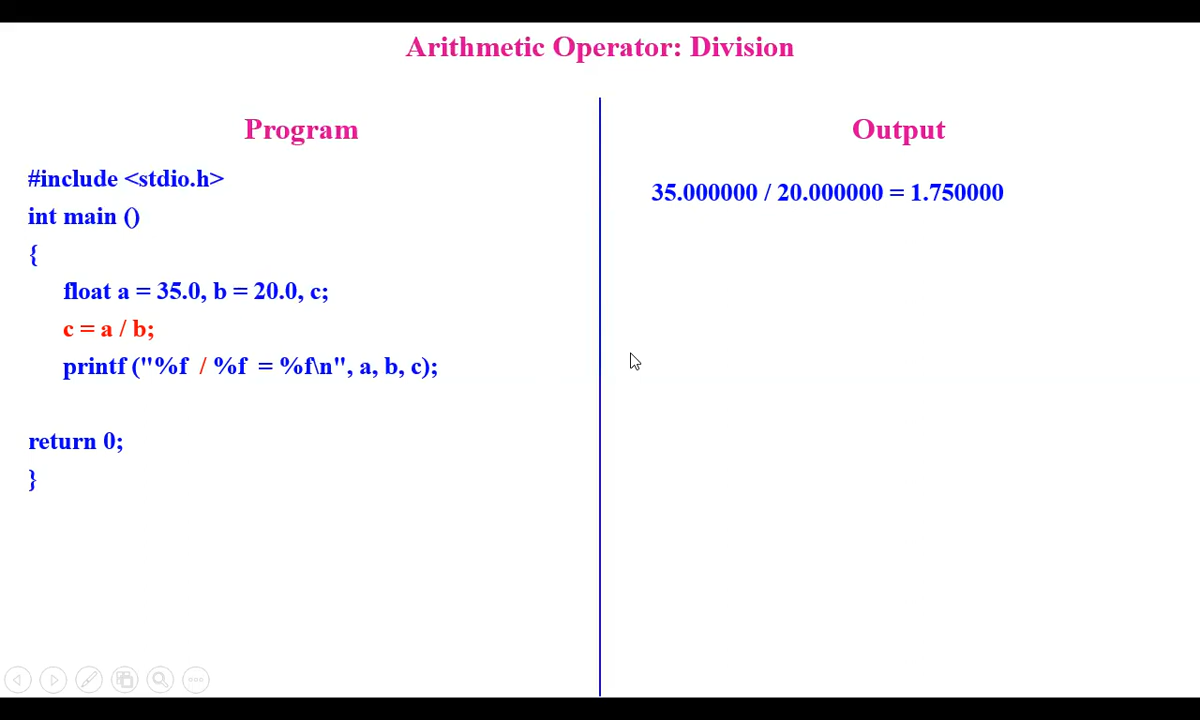 Arithmetic Operator: Division
Program
#include <stdio.h>
int main ()
{
float a = 35.0, b = 20.0, c;
c = a / b;
printf ("%f / %f = %f\n", a, b, c);
return 0;
}
Output
35.000000 / 20.000000 = 1.750000